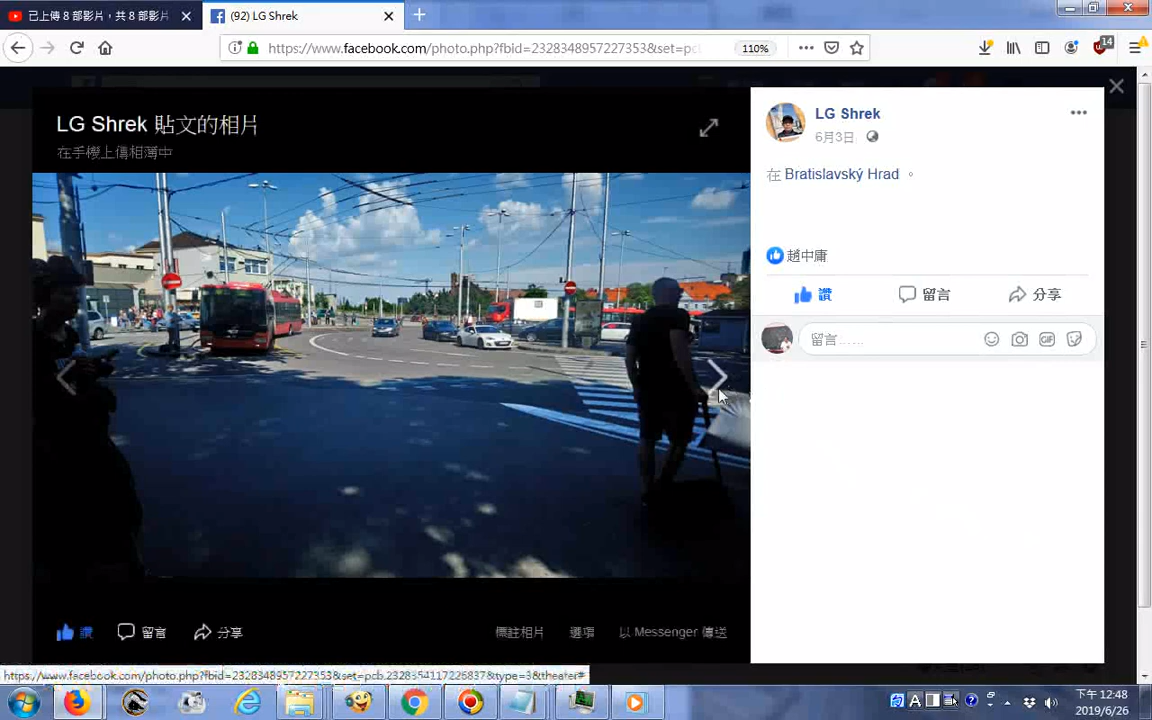 已上傳 8 部影片，共 8 部影片
(92) LG Shrek
https://www.facebook.com/photo.php?fbid=2328348957227353&set=pc
110%
14
LG Shrek 貼文的相片
在手機上傳相簿中
LG Shrek
6月3日
在 Bratislavský Hrad 。
趙中庸
讚 留言 分享
留言……
GIF
讚 留言 分享 標註相片 選項 以 Messenger 傳送
https://www.facebook.com/photo.php?fbid=2328348957227353&set=pcb.2328354117226837&type=3&theater#
下午 12:48
2019/6/26